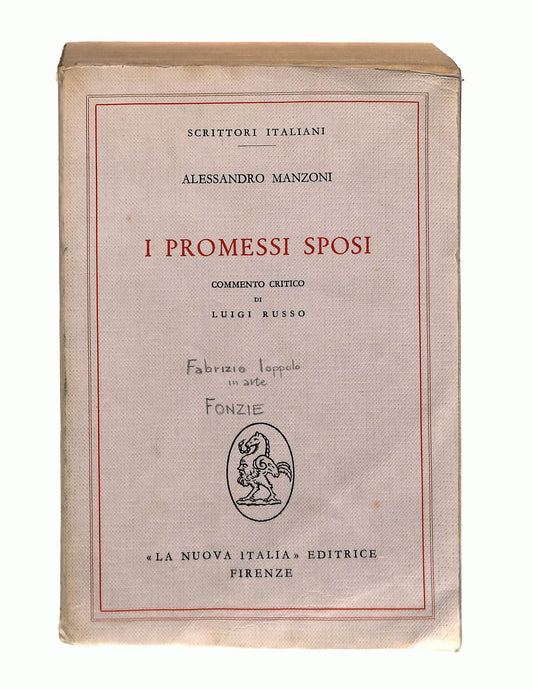 SCRITTORI ITALIANI
ALESSANDRO MANZONI
I PROMESSI SPOSI
COMMENTO CRITICO
DI
LUIGI RUSSO
Fabrizio Ioppolo
in arte
FONZIE
«LA NUOVA ITALIA» EDITRICE
FIRENZE